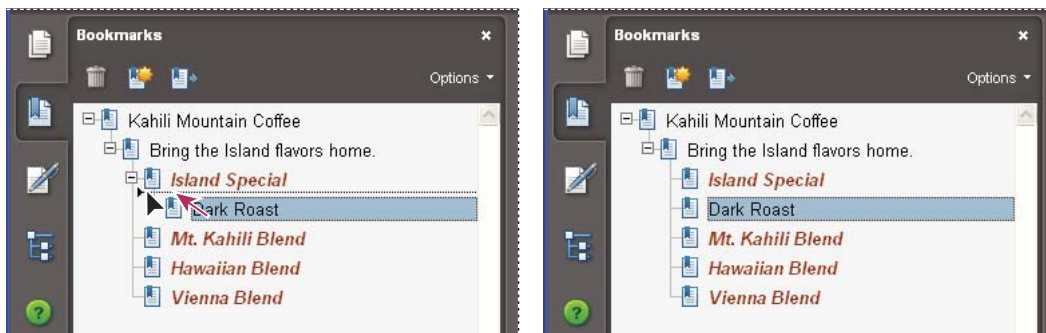 Bookmarks
Options
Kahili Mountain Coffee
Bring the Island flavors home.
Island Special
Dark Roast
Mt. Kahili Blend
Hawaiian Blend
Vienna Blend
?
Bookmarks
Options
Kahili Mountain Coffee
Bring the Island flavors home.
Island Special
Dark Roast
Mt. Kahili Blend
Hawaiian Blend
Vienna Blend
?